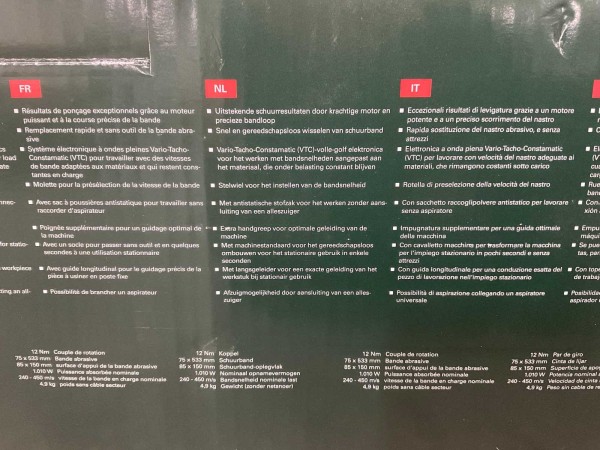 FR
Résultats de ponçage exceptionnels grâce au moteur
puissant et à la course précise de la bande
Remplacement rapide et sans outil de la bande abra-
sive
Système électronique à ondes pleines Vario-Tacho-
Constamatic (VTC) pour travailler avec des vitesses
de bande adaptées aux matériaux et qui restent cons-
tantes en charge
Molette pour la présélection de la vitesse de la bande
Avec sac à poussières antistatique pour travailler sans
raccorder d'aspirateur
Poignée supplémentaire pour un guidage optimal de
la machine
Avec un socle pour passer sans outil et en quelques
secondes à une utilisation stationnaire
Avec guide longitudinal pour le guidage précis de la
pièce à usiner en poste fixe
Possibilité de brancher un aspirateur
12 Nm Couple de rotation
75 x 533 mm Bande abrasive
85 x 150 mm surface d'appui de la bande abrasive
1.010 W Puissance absorbée nominale
240 - 450 m/s vitesse de la bande en charge nominale
4,9 kg poids sans câble secteur
NL
Uitstekende schuurresultaten door krachtige motor en
precieze bandloop
Snel en gereedschaploos wisselen van schuurband
Vario-Tacho-Constamatic (VTC)-volle-golf elektronica
voor het werken met bandsnelheden aangepast aan
het materiaal, die onder belasting constant blijven
Stelwiel voor het instellen van de bandsnelheid
Met antistatische stofzak voor het werken zonder aans-
luiting van een alleszuiger
Extra handgreep voor optimale geleiding van de
machine
Met machinestandaard voor het gereedschaploos
ombouwen voor het stationaire gebruik in enkele
seconden
Met langsgeleider voor een exacte geleiding van het
werkstuk bij stationair gebruik
Afzuigmogelijkheid door aansluiting van een alles-
zuiger
12 Nm Koppel
75 x 533 mm Schuurband
85 x 150 mm Schuurband-oplegvlak
1.010 W Nominaal opnamevermogen
240 - 450 m/s Bandsnelheid nominale last
4,9 kg Gewicht (zonder netsnoer)
IT
Eccezionali risultati di levigatura grazie a un motore
potente e a un preciso scorrimento del nastro
Rapida sostituzione del nastro abrasivo, e senza
attrezzi
Elettronica a onda piena Vario-Tacho-Constamatic
(VTC) per lavorare con velocità del nastro adeguate ai
materiali, che rimangono costanti sotto carico
Rotella di preselezione della velocità del nastro
Con sacchetto raccoglipolvere antistatico per lavorare
senza aspiratore
Impugnatura supplementare per una guida ottimale
della macchina
Con cavalletto macchina per trasformare la macchina
per l'impiego stazionario in pochi secondi e senza
attrezzi
Con guida longitudinale per una conduzione esatta del
pezzo di lavorazione nell'impiego stazionario
Possibilità di aspirazione collegando un aspiratore
universale
12 Nm Couple de rotation
75 x 533 mm Bande abrasive
85 x 150 mm surface d'appui de la bande abrasive
1.010 W Puissance absorbée nominale
240 - 450 m/s vitesse de la bande en charge nominale
4,9 kg poids sans câble secteur
12 Nm Par de giro
75 x 533 mm Cinta de lijar
85 x 150 mm Superficie de
1.010 W Potencia nominal
240 - 450 m/s Velocidad de cinta
4,9 kg Peso sin cable de